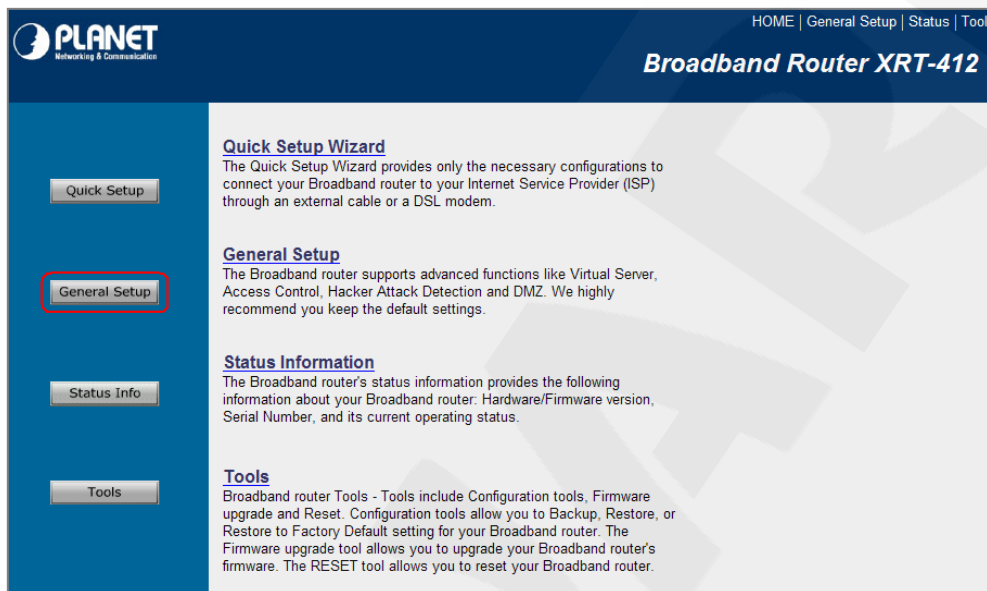 PLANET
Networking & Communication
HOME | General Setup | Status | Tool
Broadband Router XRT-412
Quick Setup
General Setup
Status Info
Tools
Quick Setup Wizard
The Quick Setup Wizard provides only the necessary configurations to
connect your Broadband router to your Internet Service Provider (ISP)
through an external cable or a DSL modem.
General Setup
The Broadband router supports advanced functions like Virtual Server,
Access Control, Hacker Attack Detection and DMZ. We highly
recommend you keep the default settings.
Status Information
The Broadband router's status information provides the following
information about your Broadband router: Hardware/Firmware version,
Serial Number, and its current operating status.
Tools
Broadband router Tools - Tools include Configuration tools, Firmware
upgrade and Reset. Configuration tools allow you to Backup, Restore, or
Restore to Factory Default setting for your Broadband router. The
Firmware upgrade tool allows you to upgrade your Broadband router's
firmware. The RESET tool allows you to reset your Broadband router.